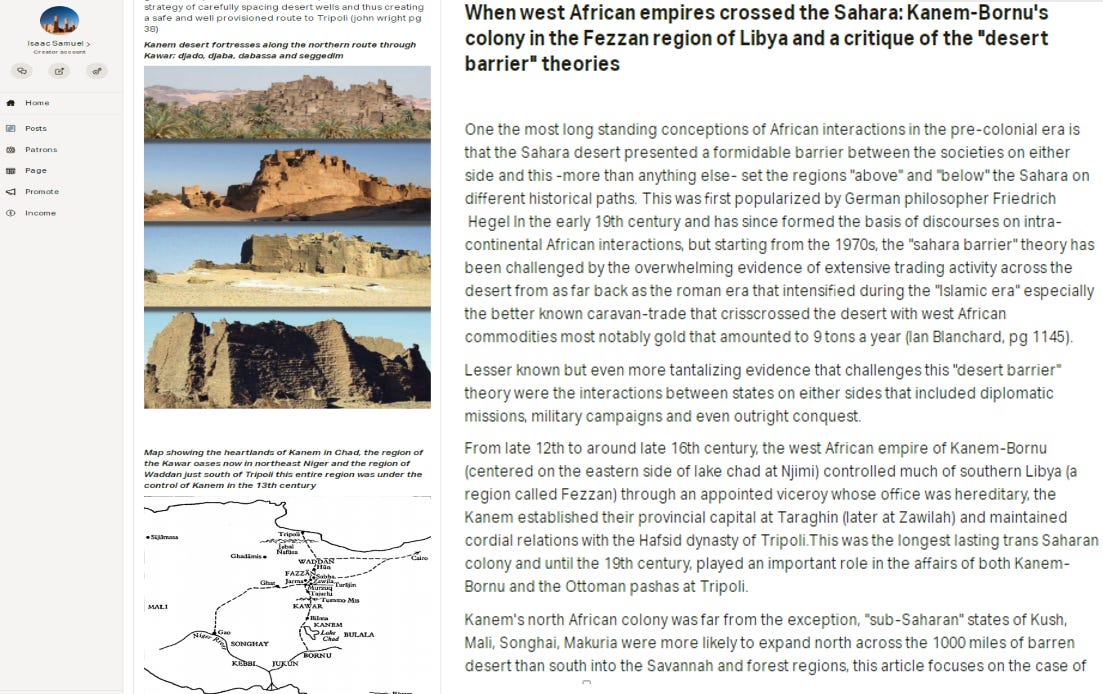 Isaac Samuel >
Creator account
Home
Posts
Patrons
Page
Promote
Income
strategy of carefully spacing desert wells and thus creating
a safe and well provisioned route to Tripoli (john wright pg
38)
Kanem desert fortresses along the northern route through
Kawar: djado, djaba, dabassa and seggedim
Map showing the heartlands of Kanem in Chad, the region of
the Kawar oases now in northeast Niger and the region of
Waddan just south of Tripoli this entire region was under the
control of Kanem in the 13th century
Sijilmasa
Tripoli
Jabal
Nafūsa
Ghadāmis
Cairo
WADDAN
Hūn
FAZZĀN
Sabha
Ghat
Jarma
Zawila
Tarājin
Murzuq
Tajarhi
Tummo Mts
MALI
KAWAR
Bilma
KANEM
Gao
Lake
Chad
BULALA
Niger River
SONGHAY
BORNU
KEBBI
JUKUN
When west African empires crossed the Sahara: Kanem-Bornu's
colony in the Fezzan region of Libya and a critique of the "desert
barrier" theories
One the most long standing conceptions of African interactions in the pre-colonial era is
that the Sahara desert presented a formidable barrier between the societies on either
side and this -more than anything else- set the regions "above" and "below" the Sahara on
different historical paths. This was first popularized by German philosopher Friedrich
Hegel In the early 19th century and has since formed the basis of discourses on intra-
continental African interactions, but starting from the 1970s, the "sahara barrier" theory has
been challenged by the overwhelming evidence of extensive trading activity across the
desert from as far back as the roman era that intensified during the "Islamic era" especially
the better known caravan-trade that crisscrossed the desert with west African
commodities most notably gold that amounted to 9 tons a year (Ian Blanchard, pg 1145).
Lesser known but even more tantalizing evidence that challenges this "desert barrier"
theory were the interactions between states on either sides that included diplomatic
missions, military campaigns and even outright conquest.
From late 12th to around late 16th century, the west African empire of Kanem-Bornu
(centered on the eastern side of lake chad at Njimi) controlled much of southern Libya (a
region called Fezzan) through an appointed viceroy whose office was hereditary, the
Kanem established their provincial capital at Taraghin (later at Zawilah) and maintained
cordial relations with the Hafsid dynasty of Tripoli.This was the longest lasting trans Saharan
colony and until the 19th century, played an important role in the affairs of both Kanem-
Bornu and the Ottoman pashas at Tripoli.
Kanem's north African colony was far from the exception, "sub-Saharan" states of Kush,
Mali, Songhai, Makuria were more likely to expand north across the 1000 miles of barren
desert than south into the Savannah and forest regions, this article focuses on the case of